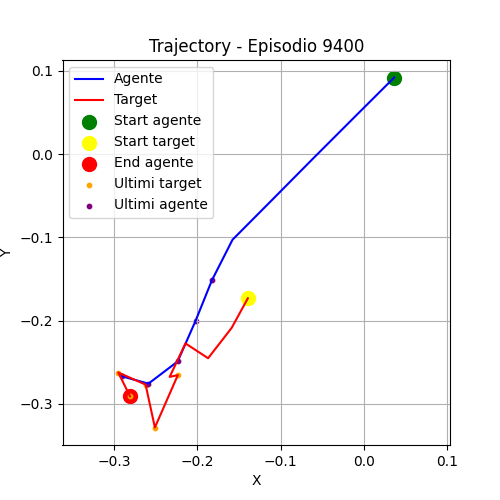 Trajectory - Episodio 9400
0.1
0.0
−0.1
−0.2
−0.3
Y
Agente
Target
Start agente
Start target
End agente
Ultimi target
Ultimi agente
−0.3
−0.2
−0.1
0.0
0.1
X